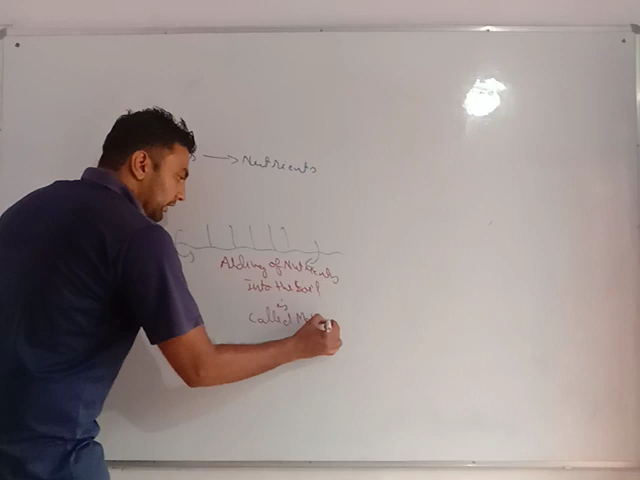 Nutrients
Adding of Nutrients
Into the Soil
is
Called